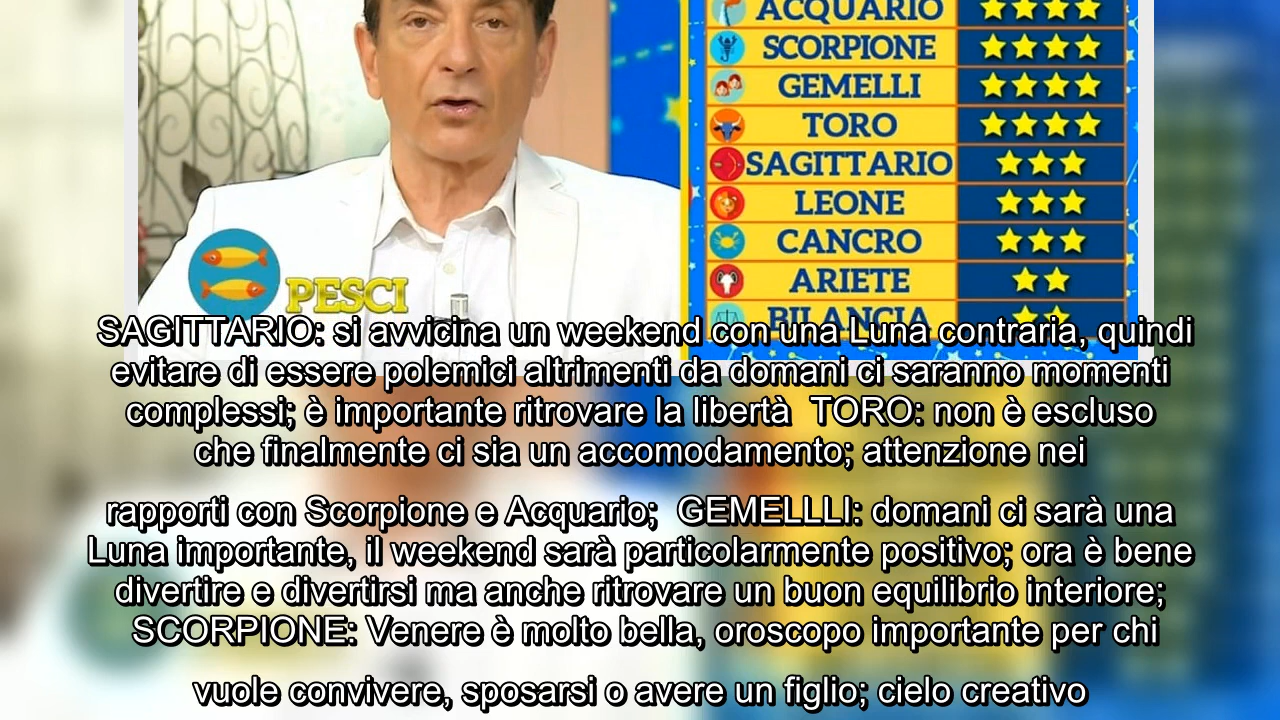 ACQUARIO
SCORPIONE
GEMELLI
TORO
SAGITTARIO
LEONE
CANCRO
ARIETE
BILANCIA
PESCI
SAGITTARIO: si avvicina un weekend con una Luna contraria, quindi
evitare di essere polemici altrimenti da domani ci saranno momenti
complessi; è importante ritrovare la libertà TORO: non è escluso
che finalmente ci sia un accomodamento; attenzione nei
rapporti con Scorpione e Acquario; GEMELLLI: domani ci sarà una
Luna importante, il weekend sarà particolarmente positivo; ora è bene
divertire e divertirsi ma anche ritrovare un buon equilibrio interiore;
SCORPIONE: Venere è molto bella, oroscopo importante per chi
vuole convivere, sposarsi o avere un figlio; cielo creativo